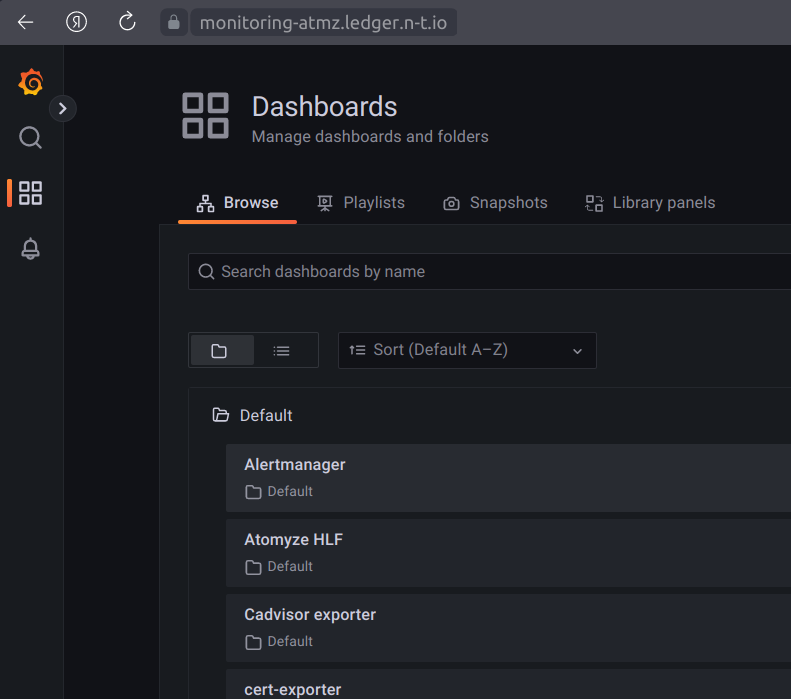 Я monitoring-atmz.ledger.n-t.io
Dashboards
Manage dashboards and folders
Browse Playlists Snapshots Library panels
Search dashboards by name
Sort (Default A–Z)
Default
Alertmanager
Default
Atomyze HLF
Default
Cadvisor exporter
Default
cert-exporter